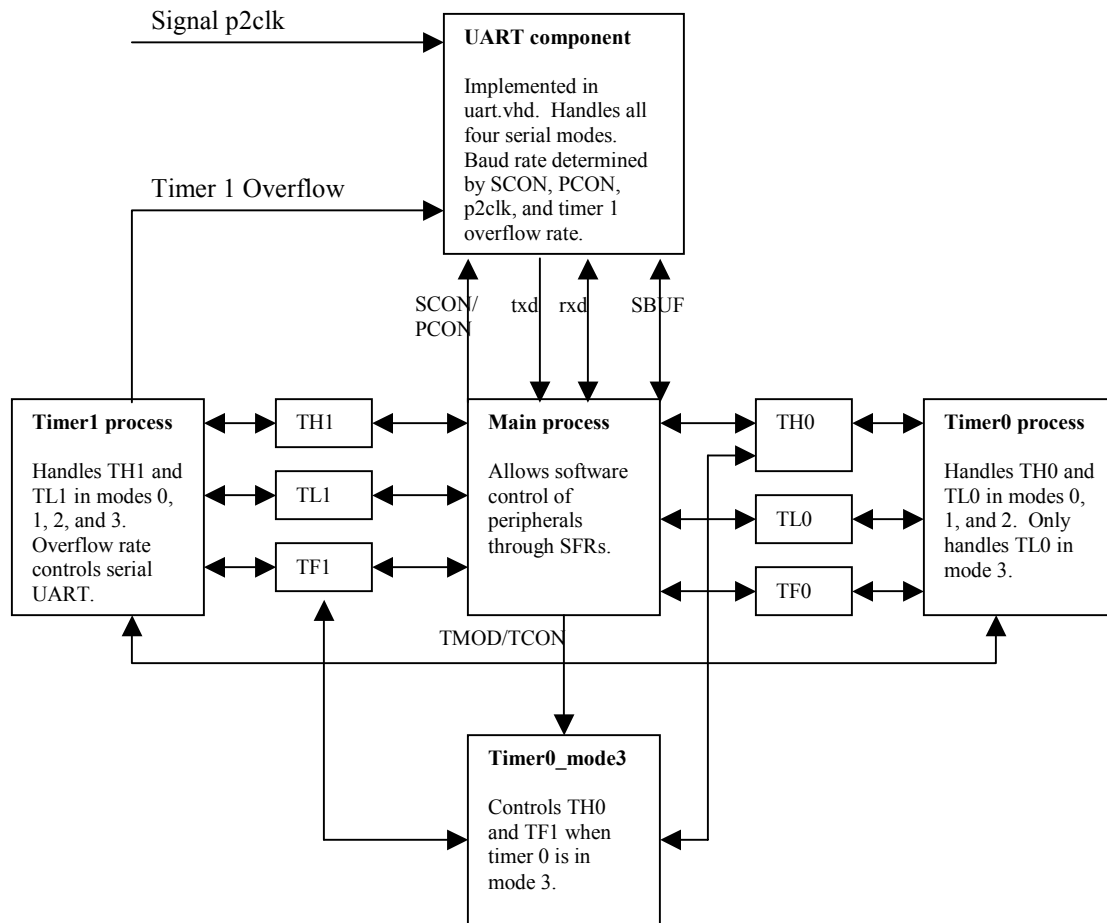 Signal p2clk
UART component
Implemented in
uart.vhd. Handles all
four serial modes.
Baud rate determined
by SCON, PCON,
p2clk, and timer 1
overflow rate.
Timer 1 Overflow
SCON/
PCON
txd
rxd
SBUF
Timer1 process
Handles TH1 and
TL1 in modes 0,
1, 2, and 3.
Overflow rate
controls serial
UART.
TH1
TL1
TF1
Main process
Allows software
control of
peripherals
through SFRs.
TH0
TL0
TF0
Timer0 process
Handles TH0 and
TL0 in modes 0,
1, and 2. Only
handles TL0 in
mode 3.
TMOD/TCON
Timer0_mode3
Controls TH0
and TF1 when
timer 0 is in
mode 3.